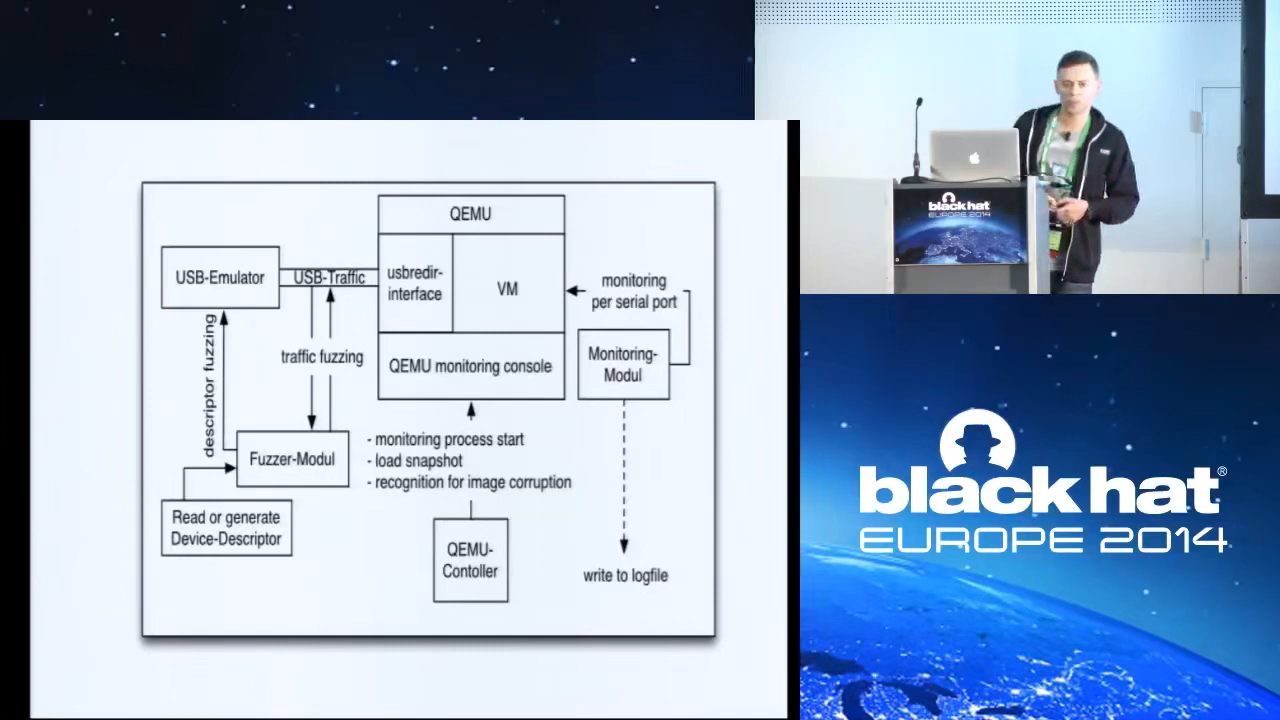 QEMU
USB-Emulator
USB-Traffic
usbredir-
interface
VM
monitoring
per serial port
descriptor fuzzing
traffic fuzzing
QEMU monitoring console
Monitoring-
Modul
Fuzzer-Modul
- monitoring process start
- load snapshot
- recognition for image corruption
Read or generate
Device-Descriptor
QEMU-
Contoller
write to logfile
black hat
EUROPE 2014
black hat®
EUROPE 2014